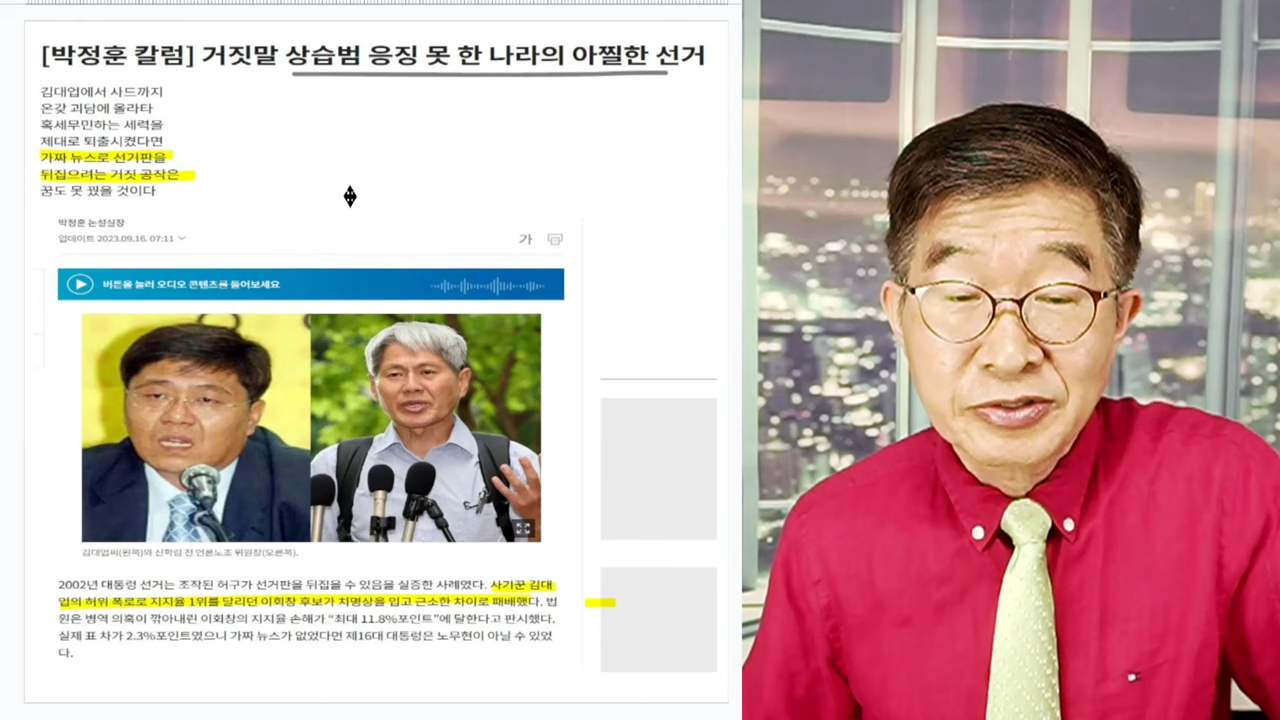 [박정훈 칼럼] 거짓말 상습범 응징 못 한 나라의 아찔한 선거
김대업에서 사드까지
온갖 괴담에 올라타
혹세무민하는 세력을
제대로 퇴출시켰다면
가짜 뉴스로 선거판을
뒤집으려는 거짓 공작은
꿈도 못 꿨을 것이다
박정훈 논설실장
업데이트 2023.09.16. 07:11
가
버튼을 눌러 오디오 콘텐츠를 들어보세요
김대업씨(왼쪽)와 신학림 전 언론노조 위원장(오른쪽).
2002년 대통령 선거는 조작된 허구가 선거판을 뒤집을 수 있음을 실증한 사례였다. 사기꾼 김대
업의 허위 폭로로 지지율 1위를 달리던 이회창 후보가 치명상을 입고 근소한 차이로 패배했다. 법
원은 병역 의혹이 깎아내린 이회창의 지지율 손해가 “최대 11.8%포인트”에 달한다고 판시했다.
실제 표 차가 2.3%포인트였으니 가짜 뉴스가 없었다면 제16대 대통령은 노무현이 아닐 수 있었
다.